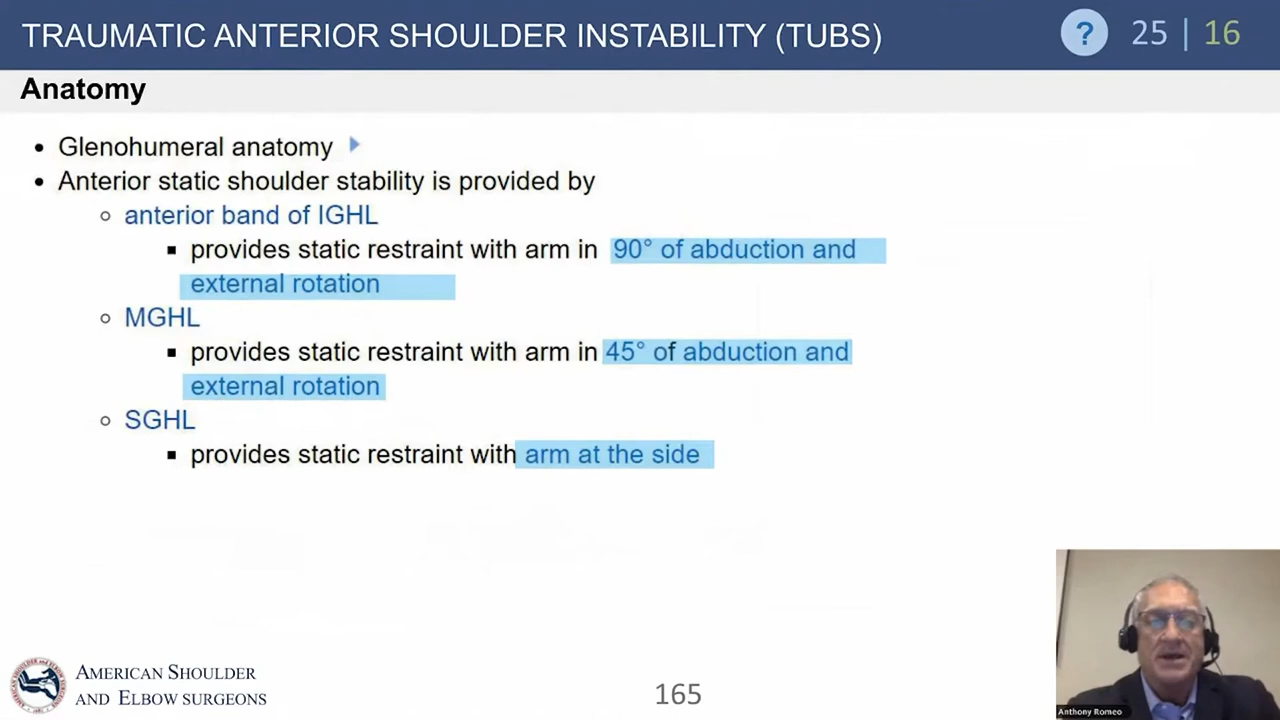 TRAUMATIC ANTERIOR SHOULDER INSTABILITY (TUBS)
? 25 | 16
Anatomy
• Glenohumeral anatomy
• Anterior static shoulder stability is provided by
anterior band of IGHL
provides static restraint with arm in 90° of abduction and
external rotation
MGHL
provides static restraint with arm in 45° of abduction and
external rotation
SGHL
provides static restraint with arm at the side
AMERICAN SHOULDER
AND ELBOW SURGEONS
165
Anthony Romeo